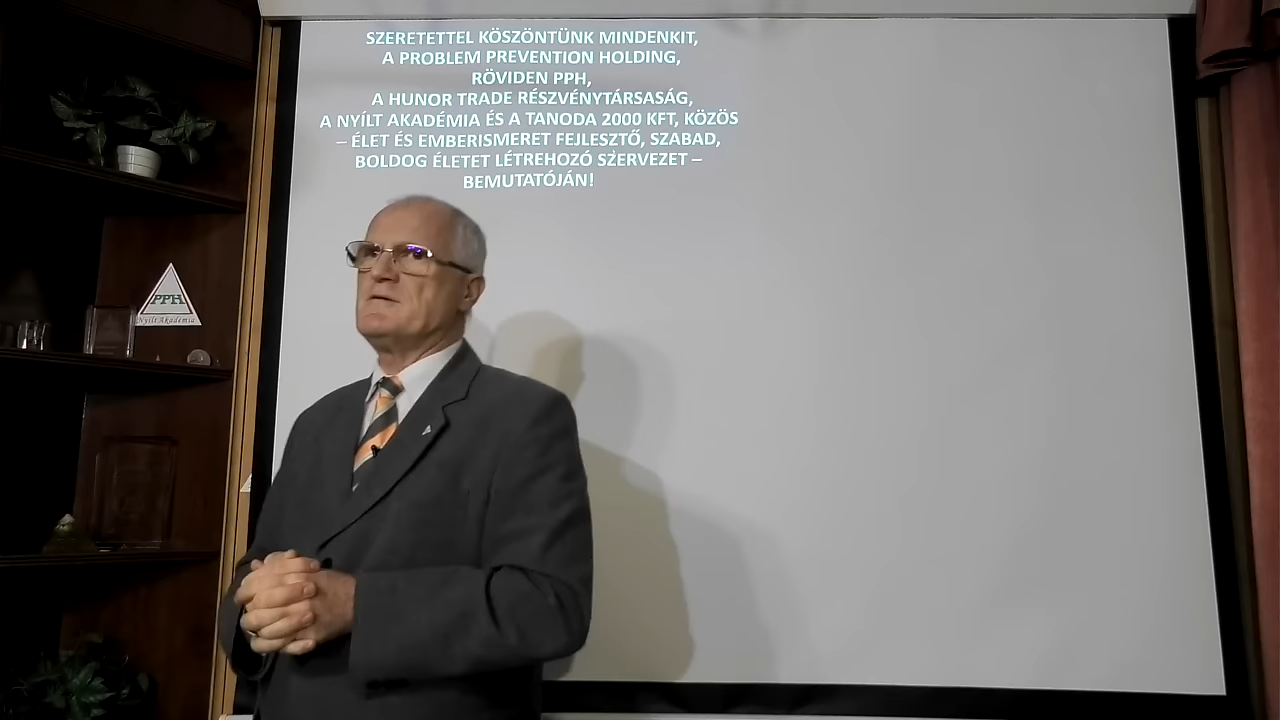 SZERETETTEL KÖSZÖNTÜNK MINDENKIT,
A PROBLEM PREVENTION HOLDING,
RÖVIDEN PPH,
A HUNOR TRADE RÉSZVÉNYTÁRSASÁG,
A NYÍLT AKADÉMIA ÉS A TANODA 2000 KFT, KÖZÖS
– ÉLET ÉS EMBERISMERET FEJLESZTŐ, SZABAD,
BOLDOG ÉLETET LÉTREHOZÓ SZERVEZET –
BEMUTATÓJÁN!
PPH
Nyílt Akadémia